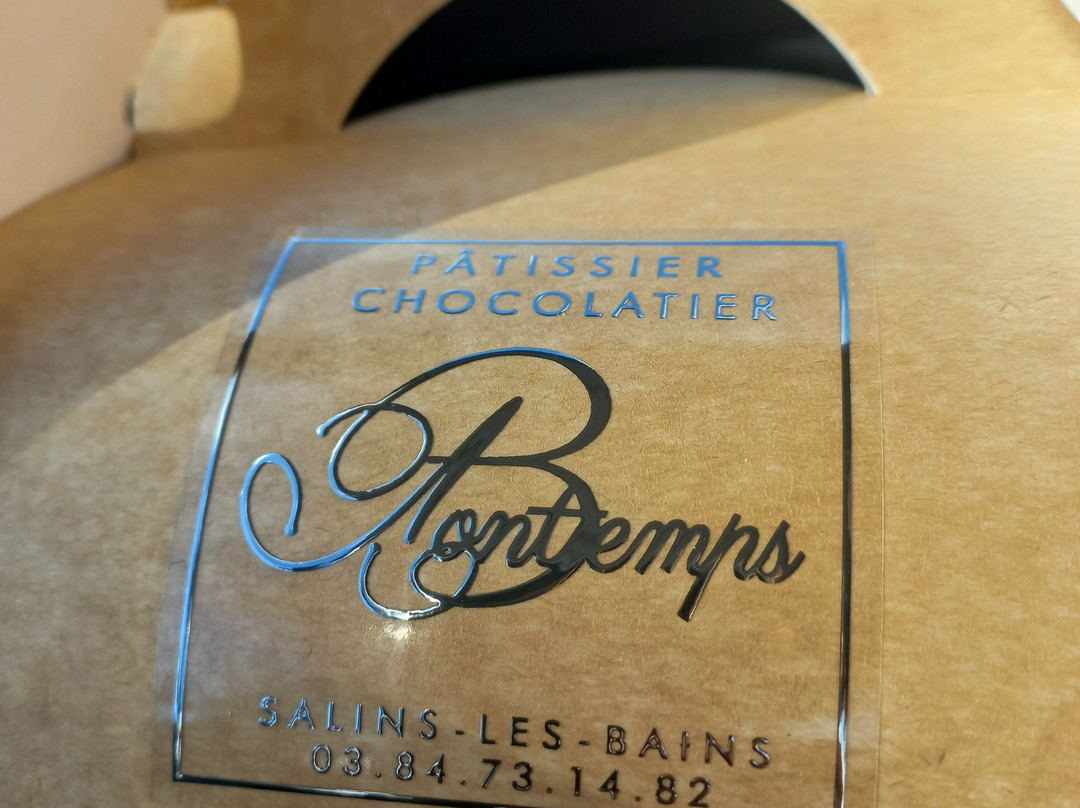 PÂTISSIER
CHOCOLATIER
Bontemps
SALINS-LES-BAINS
03.84.73.14.82